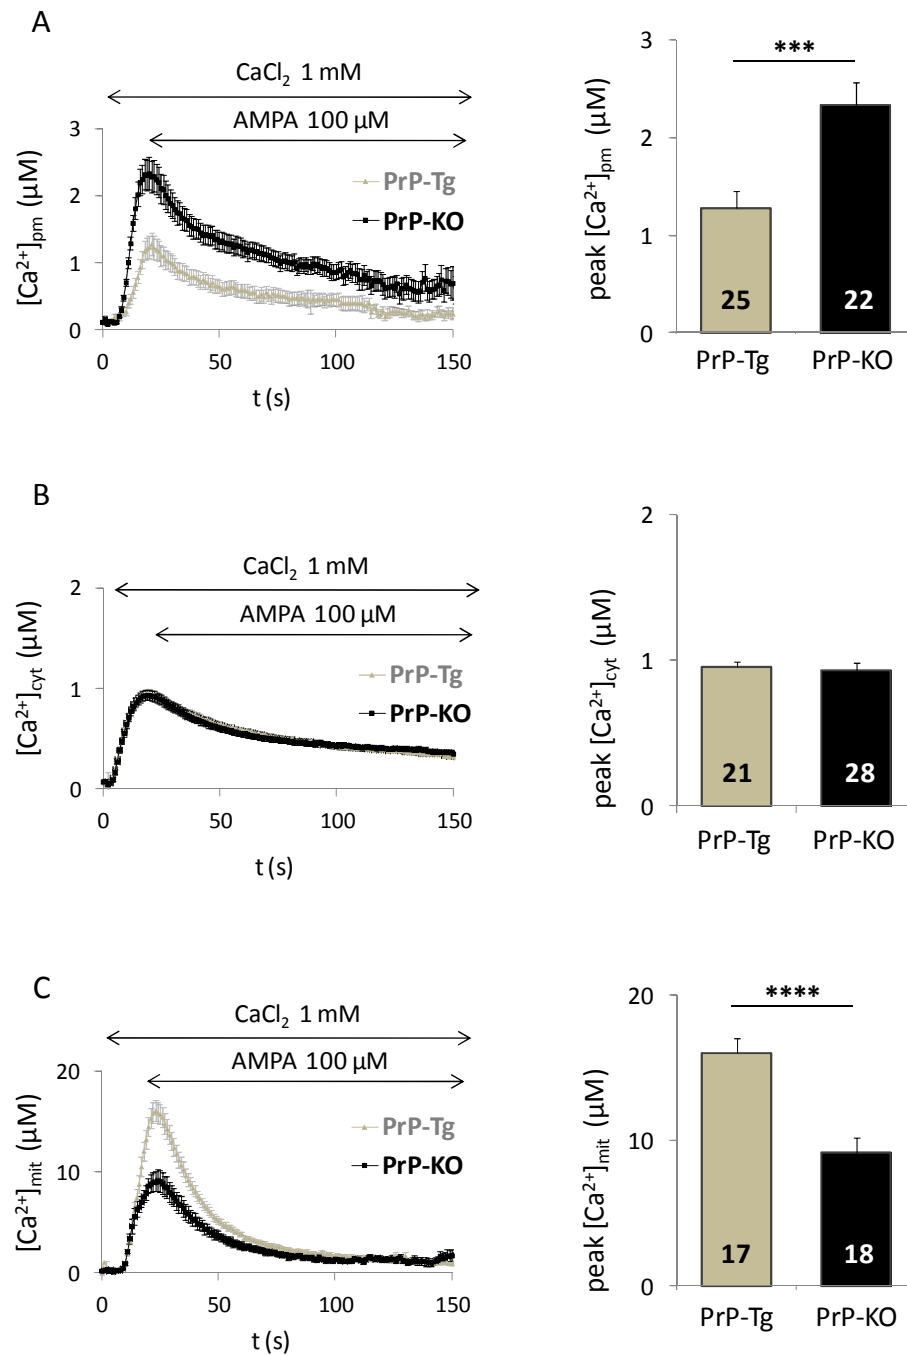 A
CaCl₂ 1 mM
AMPA 100 µM
[Ca²⁺]pm (µM)
3
2
1
0
PrP-Tg
PrP-KO
0 50 100 150
t (s)
peak [Ca²⁺]pm (µM)
3
2
1
0
***
25 22
PrP-Tg PrP-KO
B
CaCl₂ 1 mM
AMPA 100 µM
[Ca²⁺]cyt (µM)
2
1
0
PrP-Tg
PrP-KO
0 50 100 150
t (s)
peak [Ca²⁺]cyt (µM)
2
1
0
21 28
PrP-Tg PrP-KO
C
CaCl₂ 1 mM
AMPA 100 µM
[Ca²⁺]mit (µM)
20
10
0
PrP-Tg
PrP-KO
0 50 100 150
t (s)
peak [Ca²⁺]mit (µM)
20
10
0
****
17 18
PrP-Tg PrP-KO